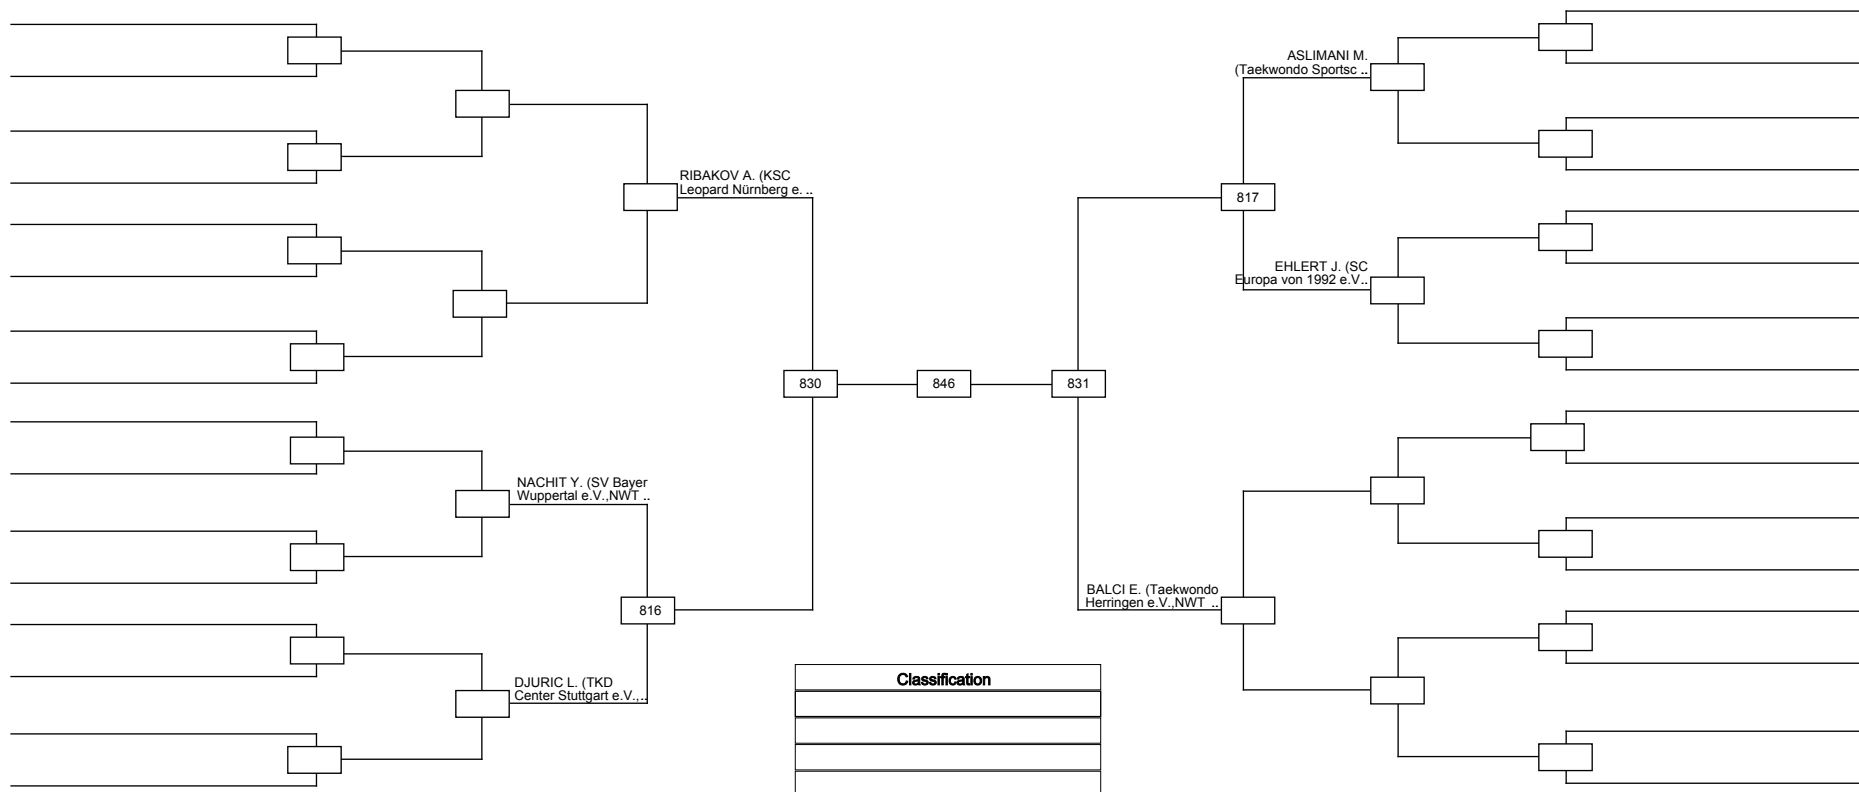 ASLIMANI M.
(Taekwondo Sportsc ..
RIBAKOV A. (KSC
Leopard Nürnberg e. ..
817
EHLERT J. (SC
Europa von 1992 e.V..
830
846
831
NACHIT Y. (SV Bayer
Wuppertal e.V.,NWT ..
BALCI E. (Taekwondo
Herringen e.V.,NWT ..
816
DJURIC L. (TKD
Center Stuttgart e.V.,..
Classification